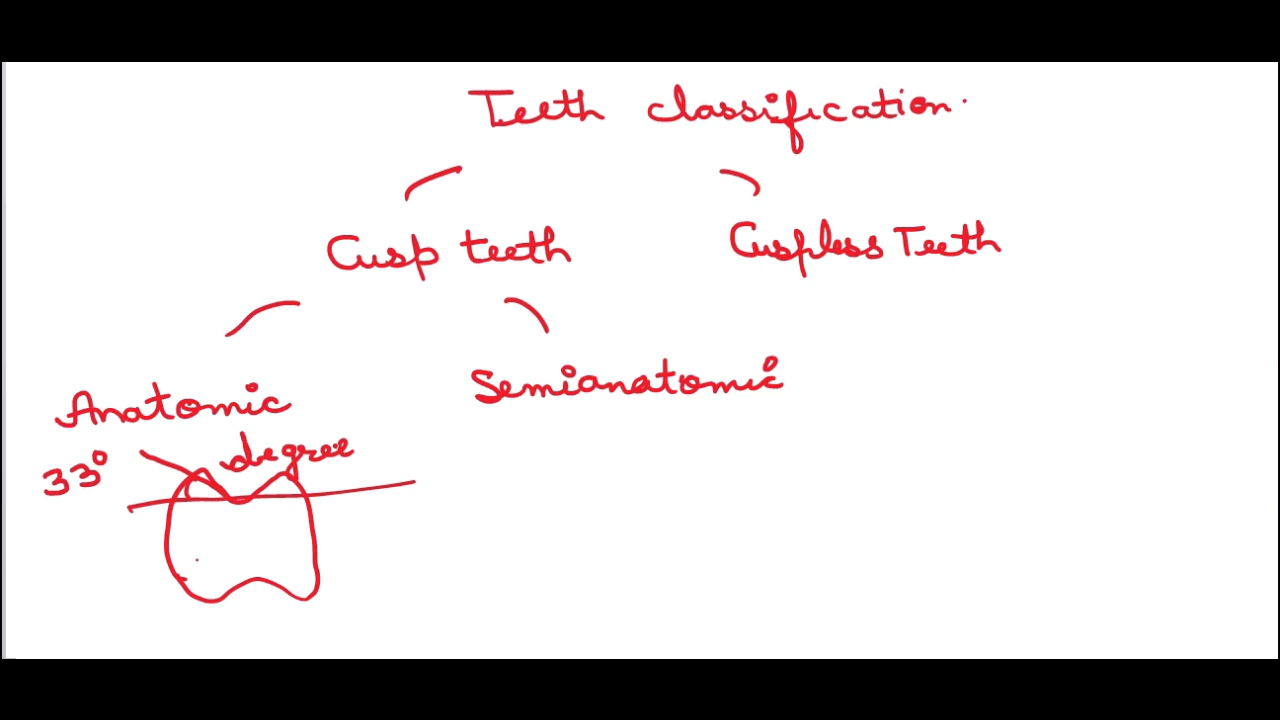 Teeth classification.
Cusp teeth
Cuspless Teeth
Anatomic
Semianatomic
33° degree